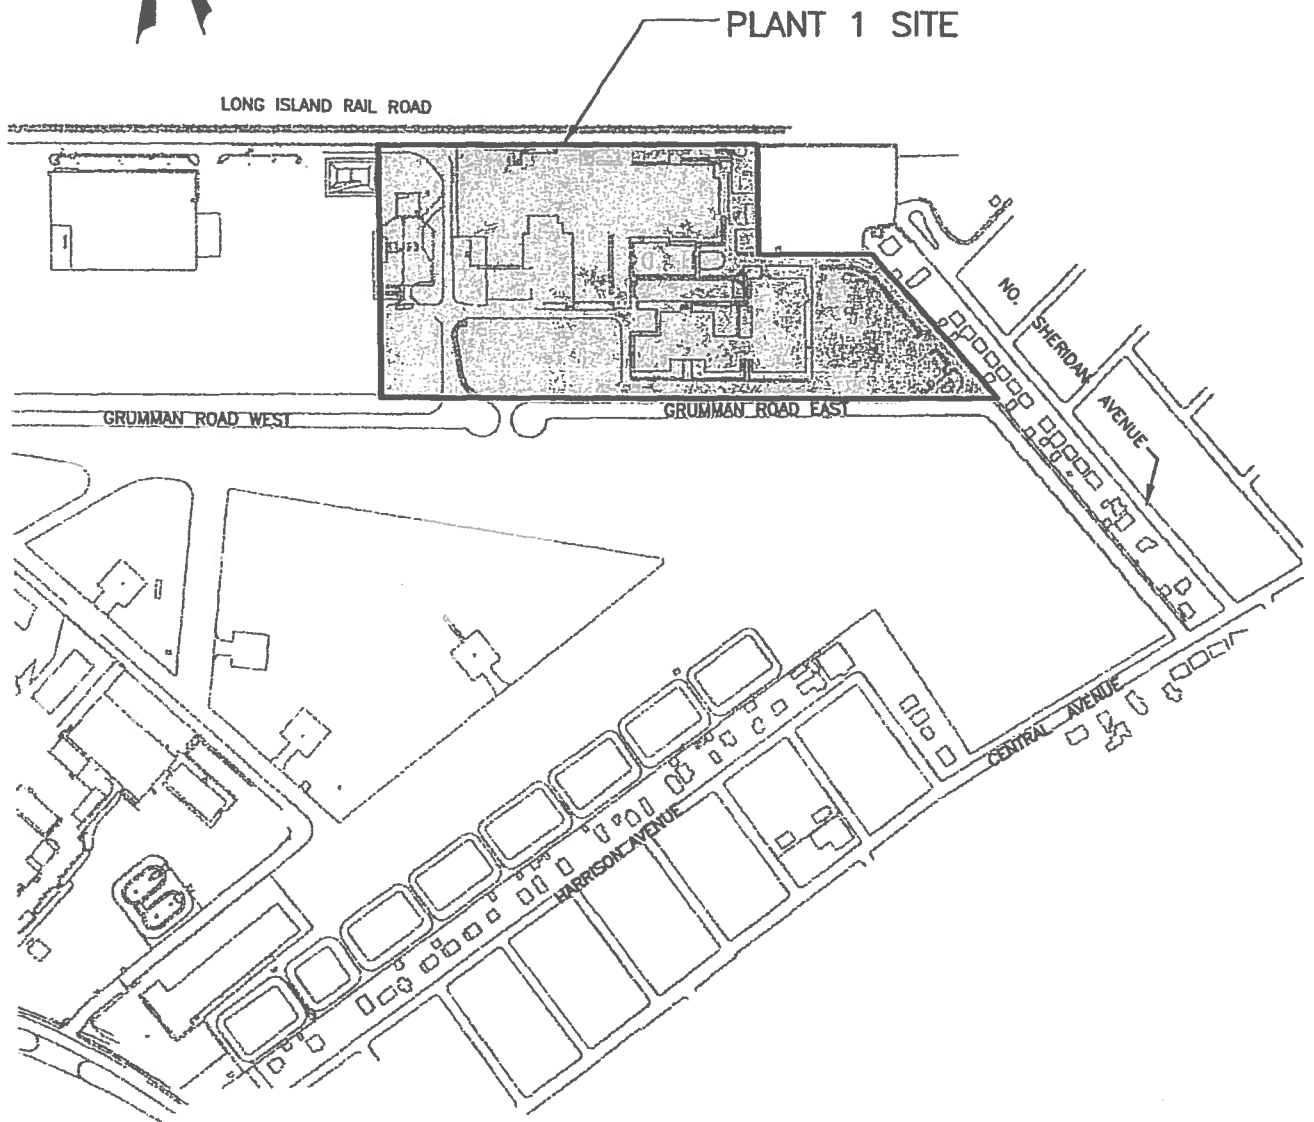 PLANT 1 SITE
LONG ISLAND RAIL ROAD
NO.
SHERIDAN
AVENUE
GRUMMAN ROAD WEST
GRUMMAN ROAD EAST
CENTRAL AVENUE
HARRISON AVENUE